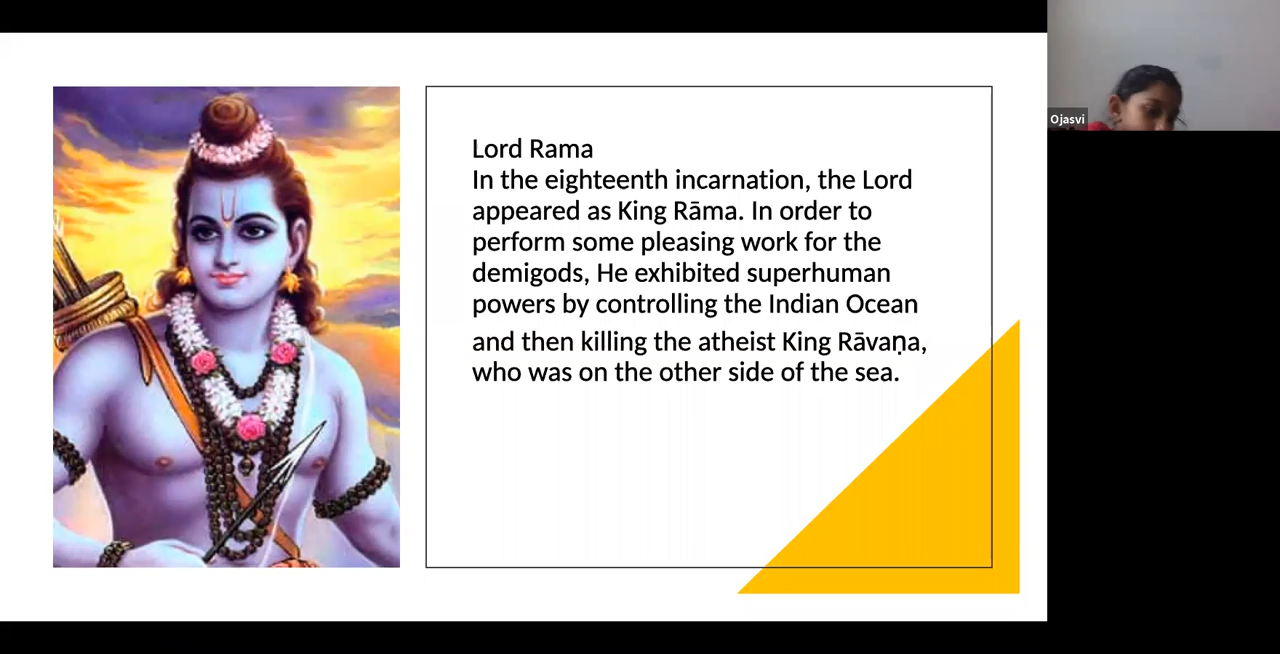 Lord Rama
In the eighteenth incarnation, the Lord
appeared as King Rāma. In order to
perform some pleasing work for the
demigods, He exhibited superhuman
powers by controlling the Indian Ocean
and then killing the atheist King Rāvaṇa,
who was on the other side of the sea.
Ojasvi